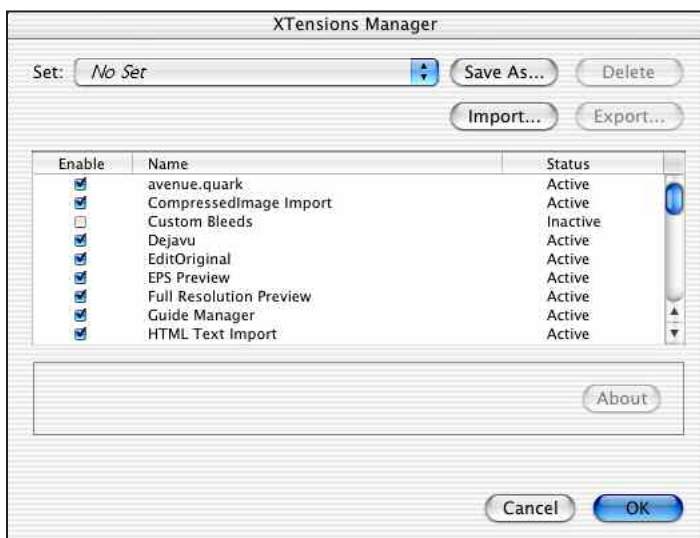 XTensions Manager
Set: No Set Save As... Delete
Import... Export...
Enable Name Status
avenue.quark Active
CompressedImage Import Active
Custom Bleeds Inactive
Dejavu Active
EditOriginal Active
EPS Preview Active
Full Resolution Preview Active
Guide Manager Active
HTML Text Import Active
About
Cancel OK